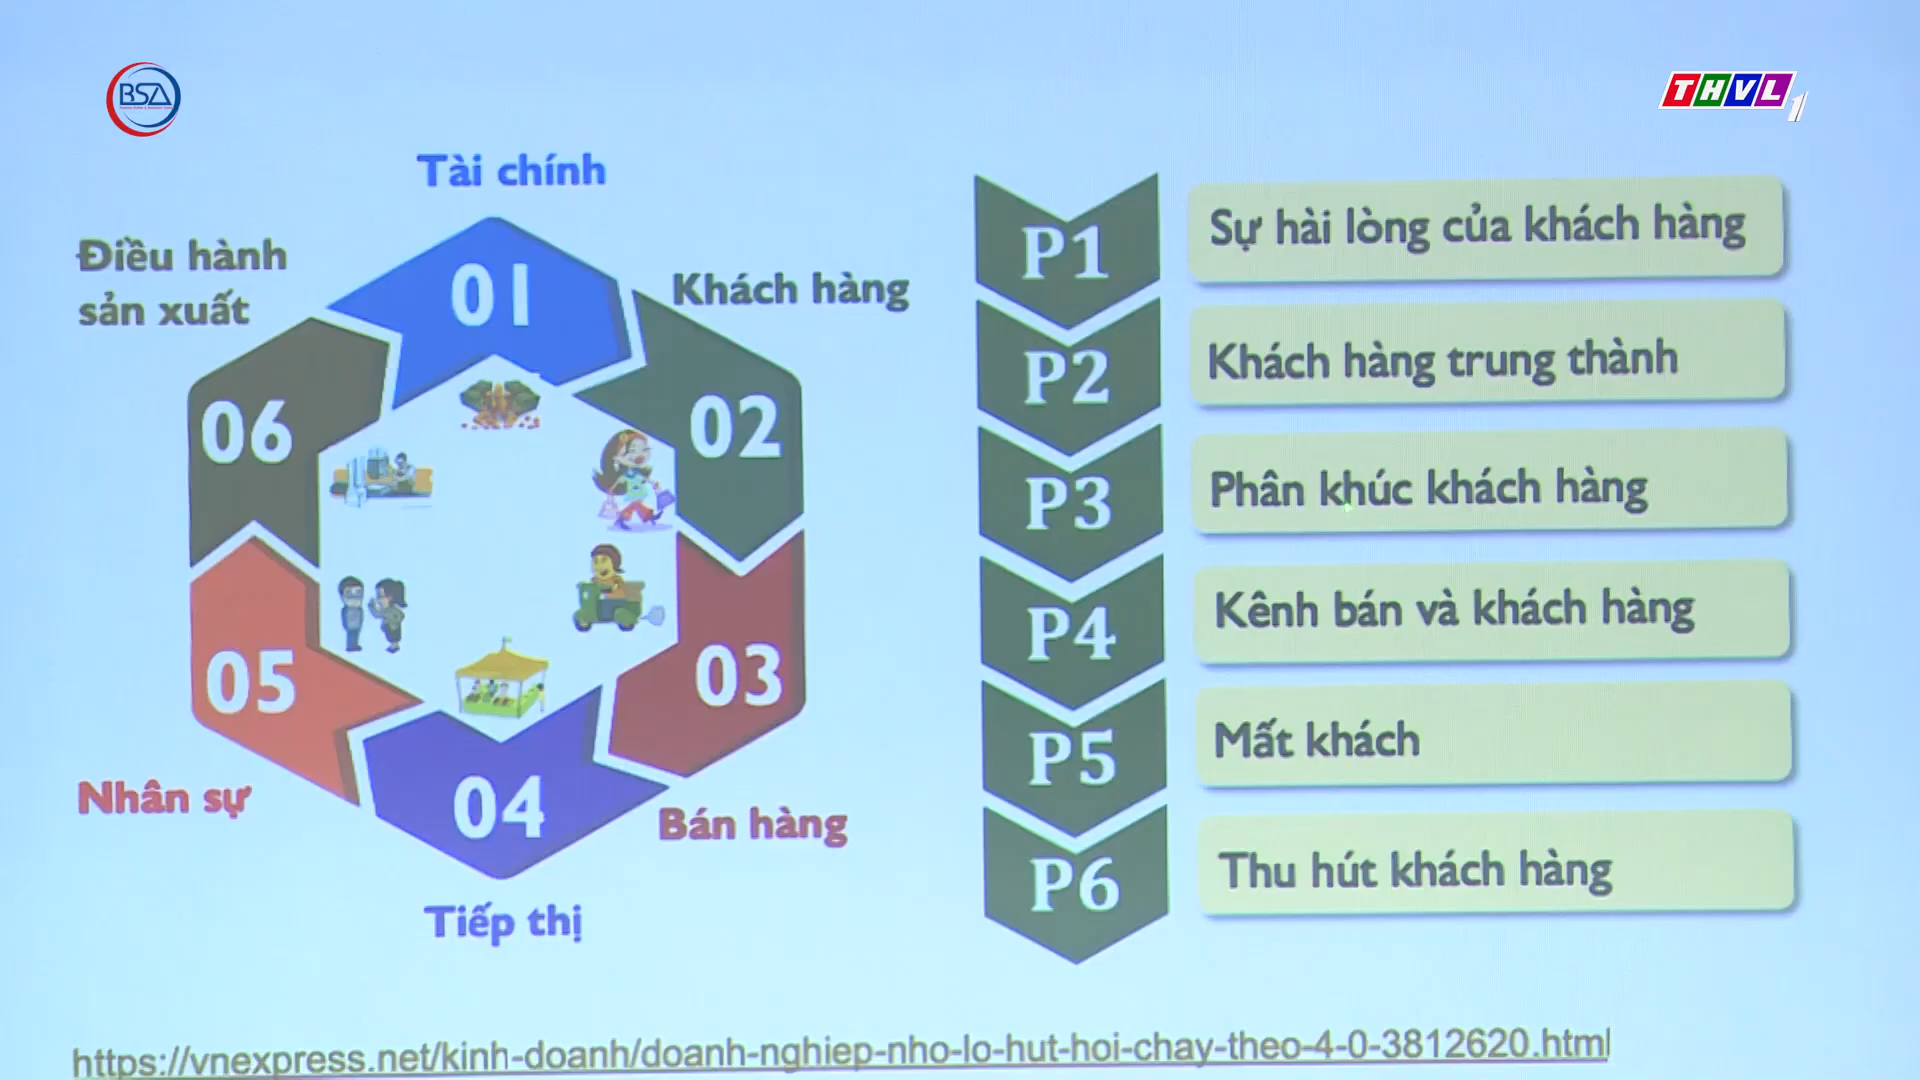 BSA
THVL1
Tài chính
Điều hành
sản xuất
Khách hàng
01
02
03
04
05
06
Nhân sự
Bán hàng
Tiếp thị
P1
Sự hài lòng của khách hàng
P2
Khách hàng trung thành
P3
Phân khúc khách hàng
P4
Kênh bán và khách hàng
P5
Mất khách
P6
Thu hút khách hàng
https://vnexpress.net/kinh-doanh/doanh-nghiep-nho-lo-hut-hoi-chay-theo-4-0-3812620.html